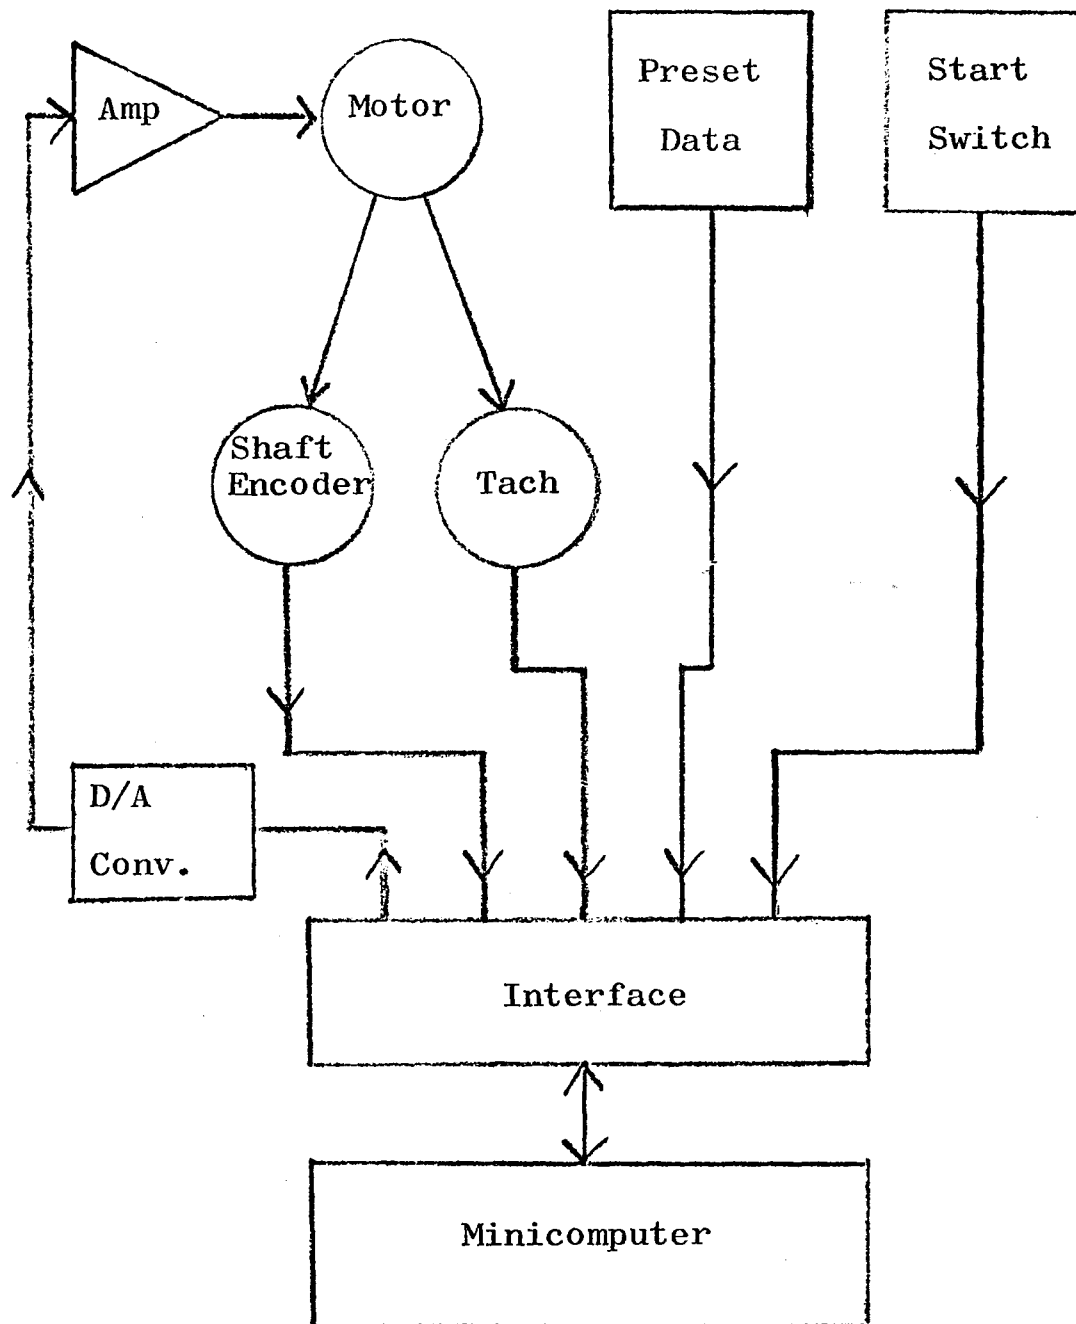 Amp
Motor
Preset
Data
Start
Switch
Shaft
Encoder
Tach
D/A
Conv.
Interface
Minicomputer